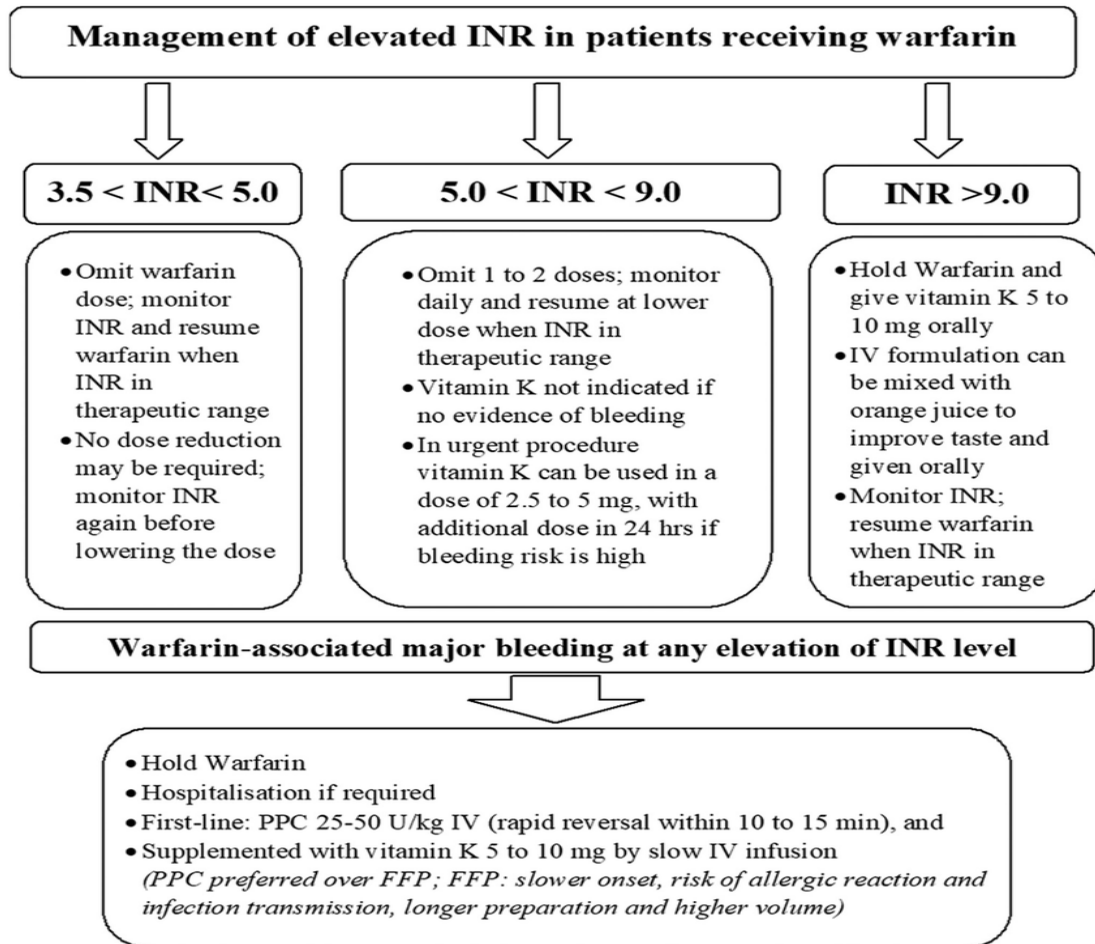 Management of elevated INR in patients receiving warfarin
3.5 < INR< 5.0
• Omit warfarin
dose; monitor
INR and resume
warfarin when
INR in
therapeutic range
• No dose reduction
may be required;
monitor INR
again before
lowering the dose
5.0 < INR < 9.0
• Omit 1 to 2 doses; monitor
daily and resume at lower
dose when INR in
therapeutic range
• Vitamin K not indicated if
no evidence of bleeding
• In urgent procedure
vitamin K can be used in a
dose of 2.5 to 5 mg, with
additional dose in 24 hrs if
bleeding risk is high
INR >9.0
• Hold Warfarin and
give vitamin K 5 to
10 mg orally
• IV formulation can
be mixed with
orange juice to
improve taste and
given orally
• Monitor INR;
resume warfarin
when INR in
therapeutic range
Warfarin-associated major bleeding at any elevation of INR level
• Hold Warfarin
• Hospitalisation if required
• First-line: PPC 25-50 U/kg IV (rapid reversal within 10 to 15 min), and
• Supplemented with vitamin K 5 to 10 mg by slow IV infusion
(PPC preferred over FFP; FFP: slower onset, risk of allergic reaction and
infection transmission, longer preparation and higher volume)